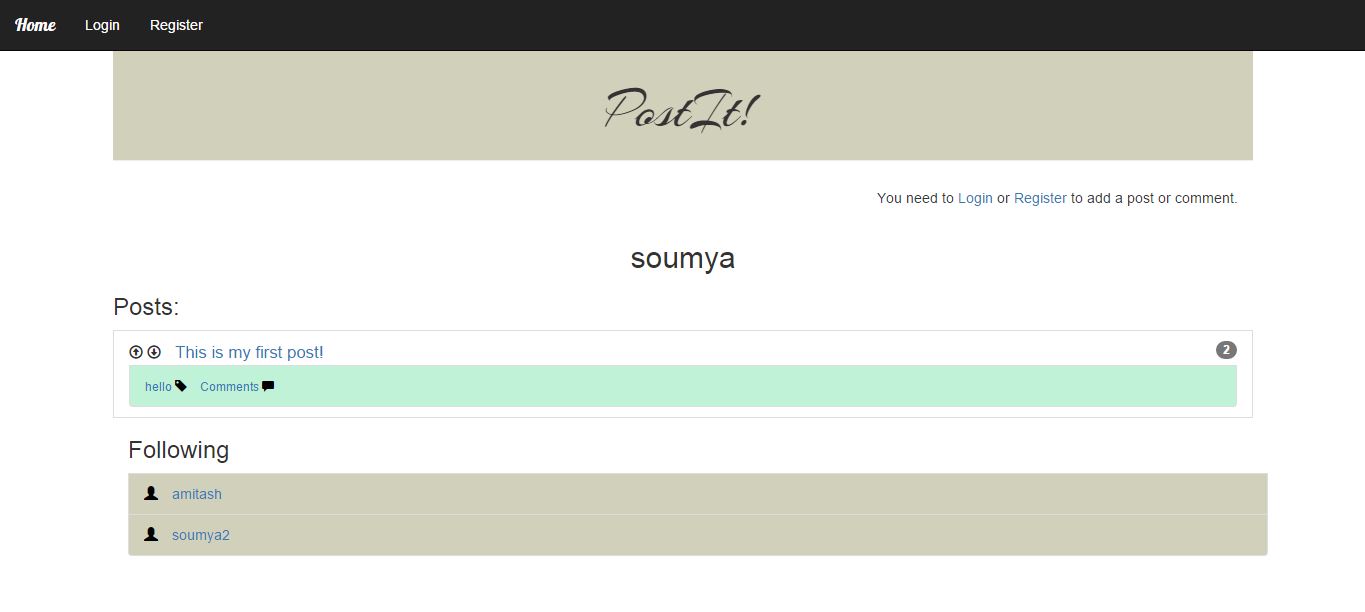 Home Login Register
PostIt!
You need to Login or Register to add a post or comment.
soumya
Posts:
This is my first post! 2
hello Comments
Following
amitash
soumya2